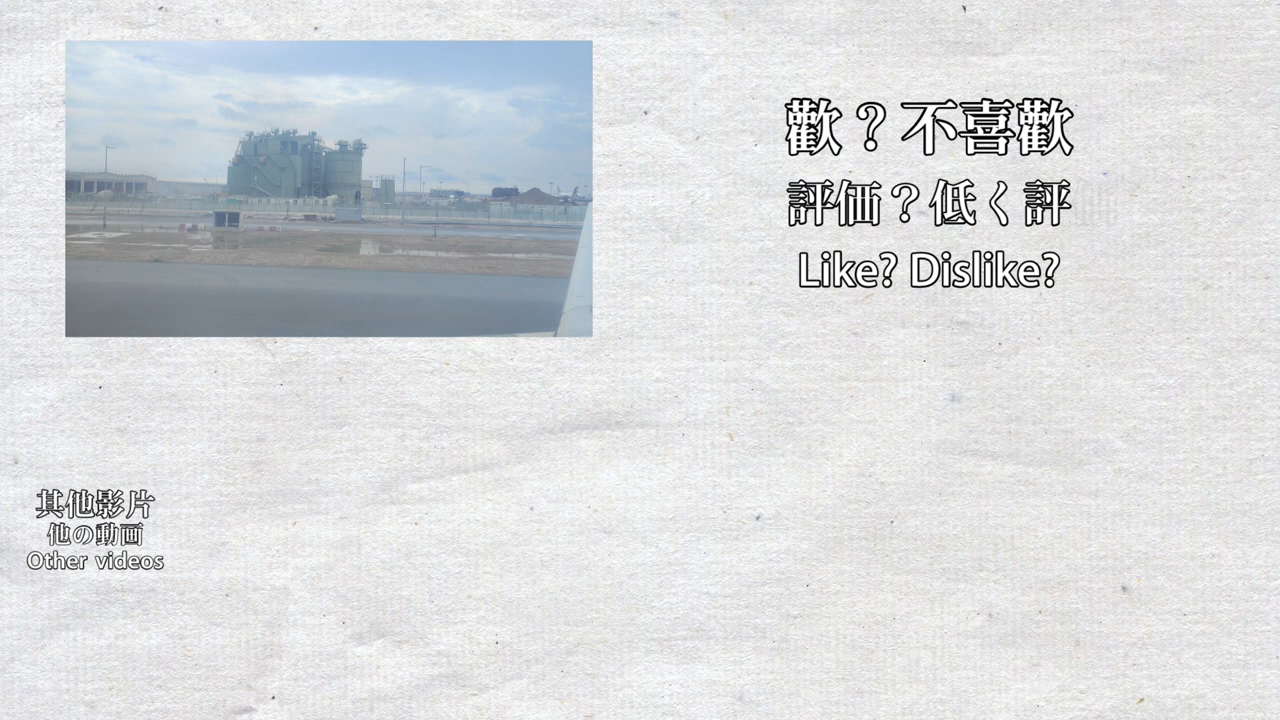 歡？不喜歡
評価？低く評
Like? Dislike?
其他影片
他の動画
Other videos